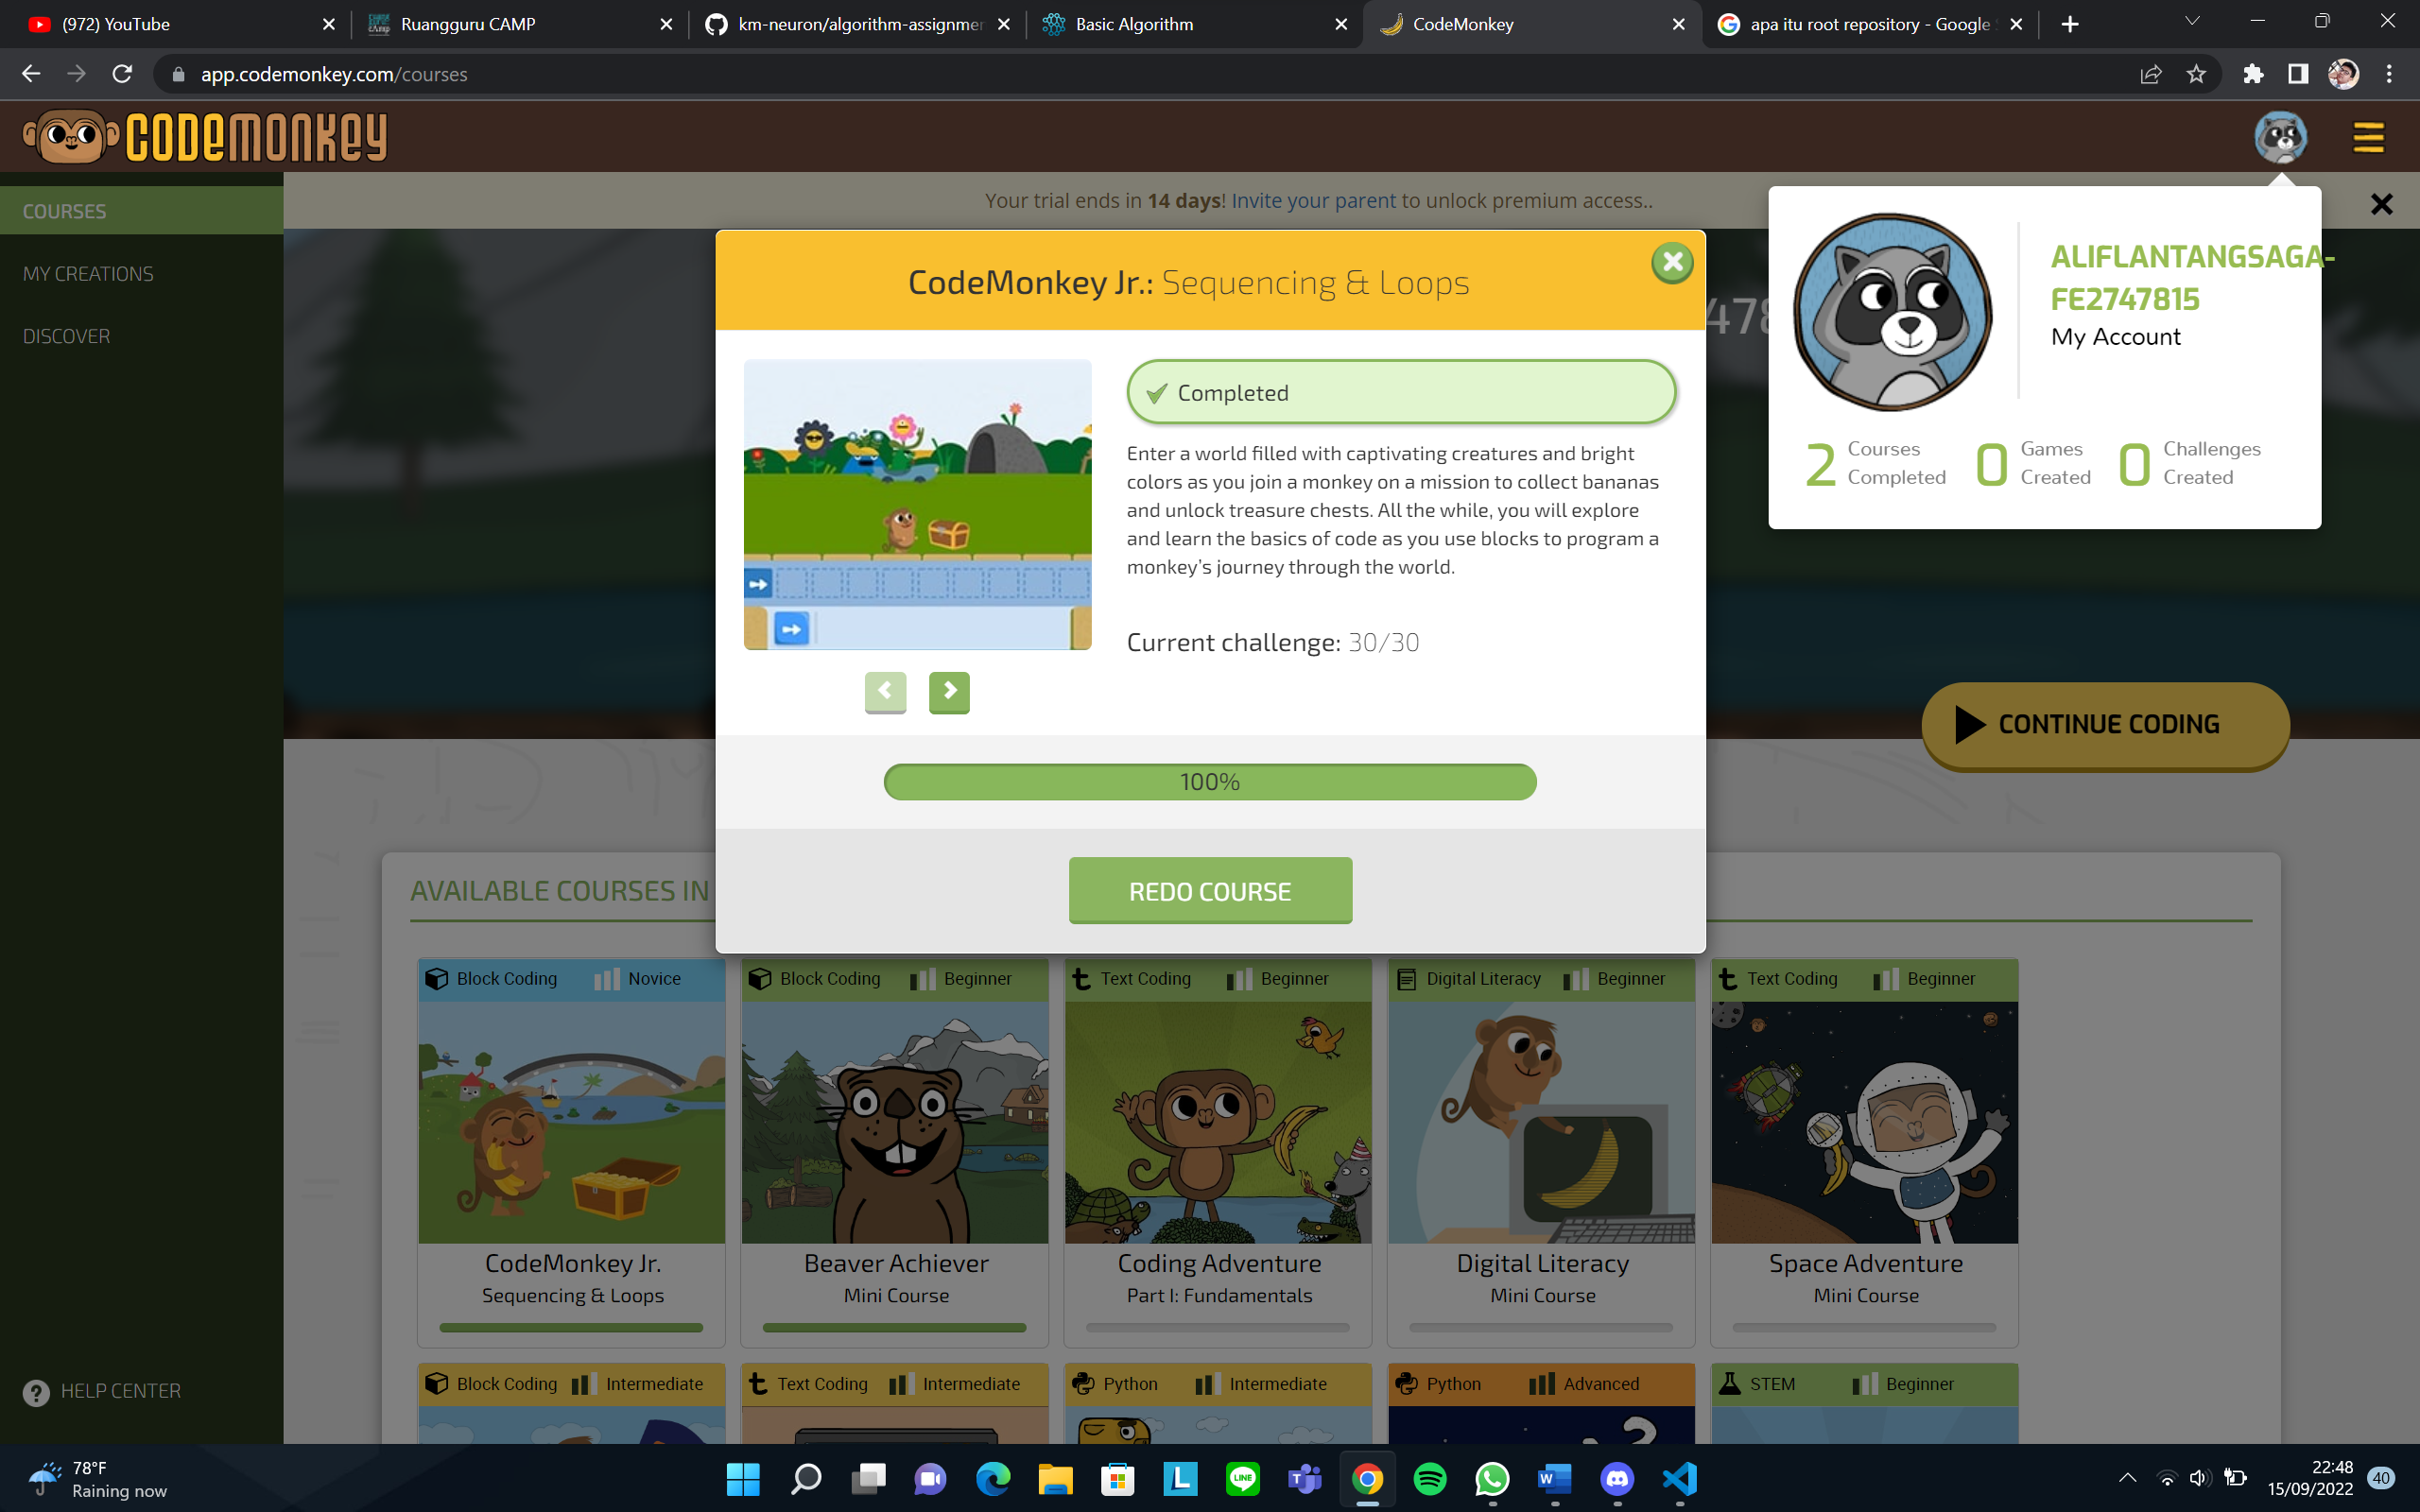 (972) YouTube
Ruangguru CAMP
km-neuron/algorithm-assignmen
Basic Algorithm
CodeMonkey
apa itu root repository - Google
app.codemonkey.com/courses
CODEMONKEY
Your trial ends in 14 days! Invite your parent to unlock premium access..
COURSES
MY CREATIONS
DISCOVER
HELP CENTER
ALIFLANTANGSAGA-
FE2747815
My Account
2 Courses Completed
0 Games Created
0 Challenges Created
CodeMonkey Jr.: Sequencing & Loops
Completed
Enter a world filled with captivating creatures and bright
colors as you join a monkey on a mission to collect bananas
and unlock treasure chests. All the while, you will explore
and learn the basics of code as you use blocks to program a
monkey’s journey through the world.
Current challenge: 30/30
100%
REDO COURSE
CONTINUE CODING
AVAILABLE COURSES IN
Block Coding Novice
Block Coding Beginner
Text Coding Beginner
Digital Literacy Beginner
Text Coding Beginner
CodeMonkey Jr.
Sequencing & Loops
Beaver Achiever
Mini Course
Coding Adventure
Part I: Fundamentals
Digital Literacy
Mini Course
Space Adventure
Mini Course
Block Coding Intermediate
Text Coding Intermediate
Python Intermediate
Python Advanced
STEM Beginner
78°F
Raining now
22:48
15/09/2022
40